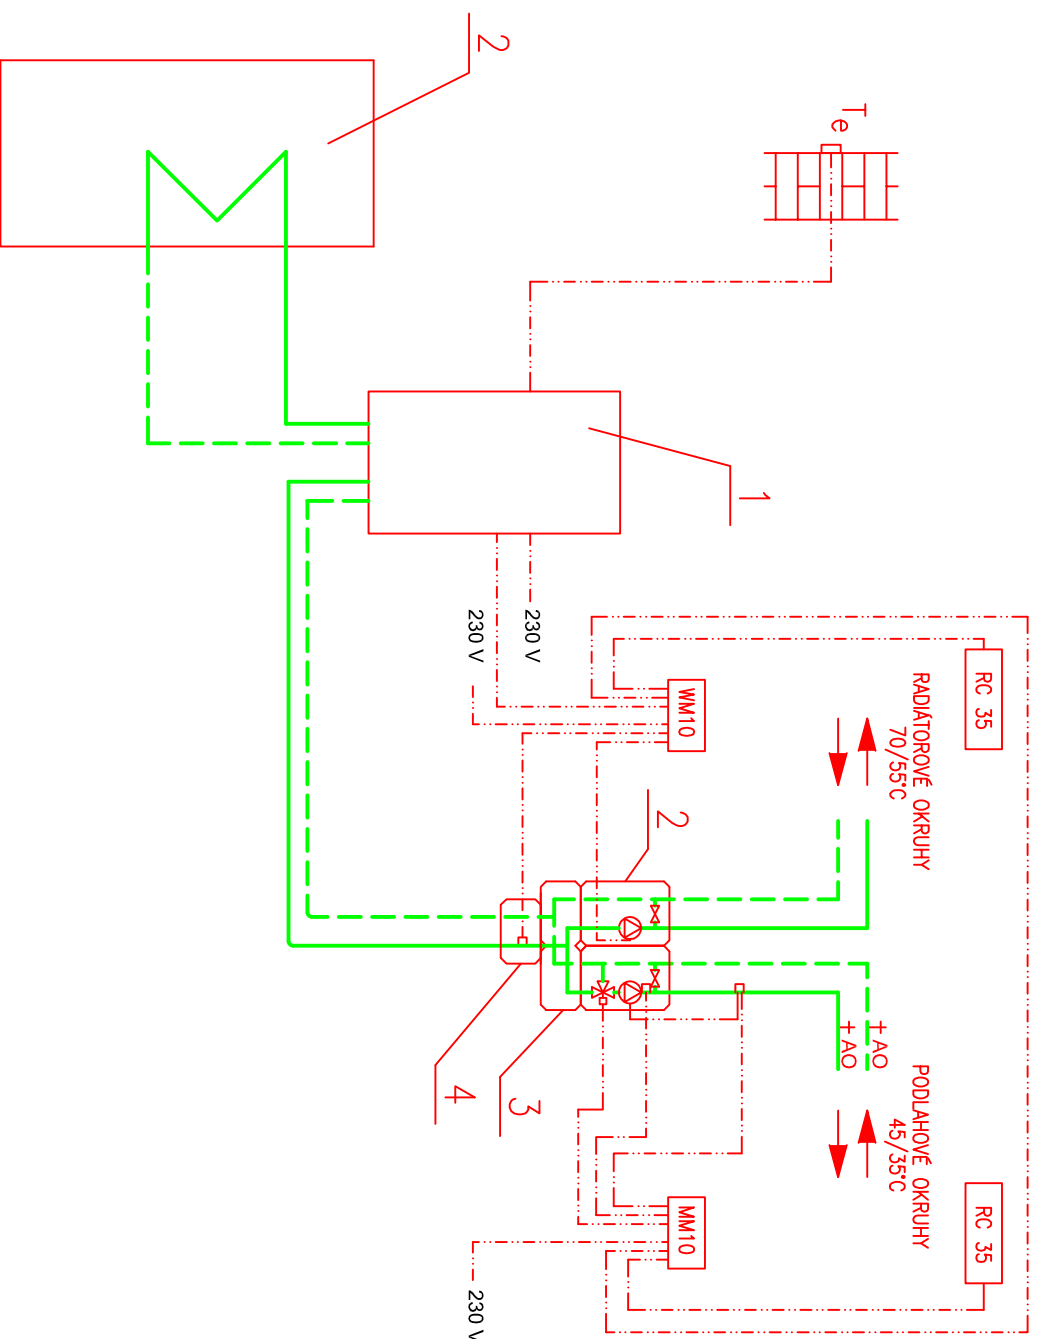 RC 35
RC 35
RADIÁTOROVÉ OKRUHY
70/55°C
PODLAHOVÉ OKRUHY
45/35°C
Te
+AO
+AO
1
WM10
2
MM10
230 V
3
2
230 V
4
230 V